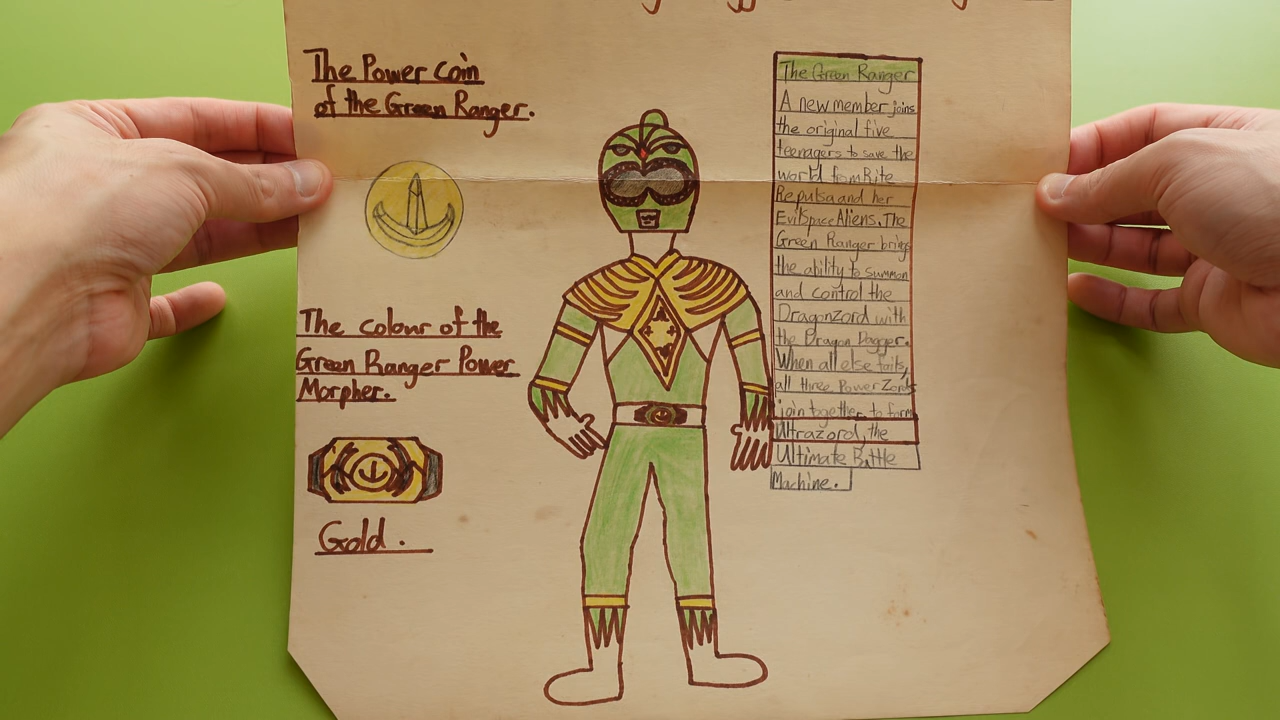 The Power Coin
of the Green Ranger.
The colour of the
Green Ranger Power
Morpher.
Gold.
The Green Ranger
A new member joins
the original five
teenagers to save the
world from Rite
Repulsa and her
Evil Space Aliens. The
Green Ranger brings
the ability to summon
and control the
Dragonzord with
the Dragon Dagger.
When all else fails,
all three Power Zords
join together, to form
Ultrazord, the
Ultimate Battle
Machine.